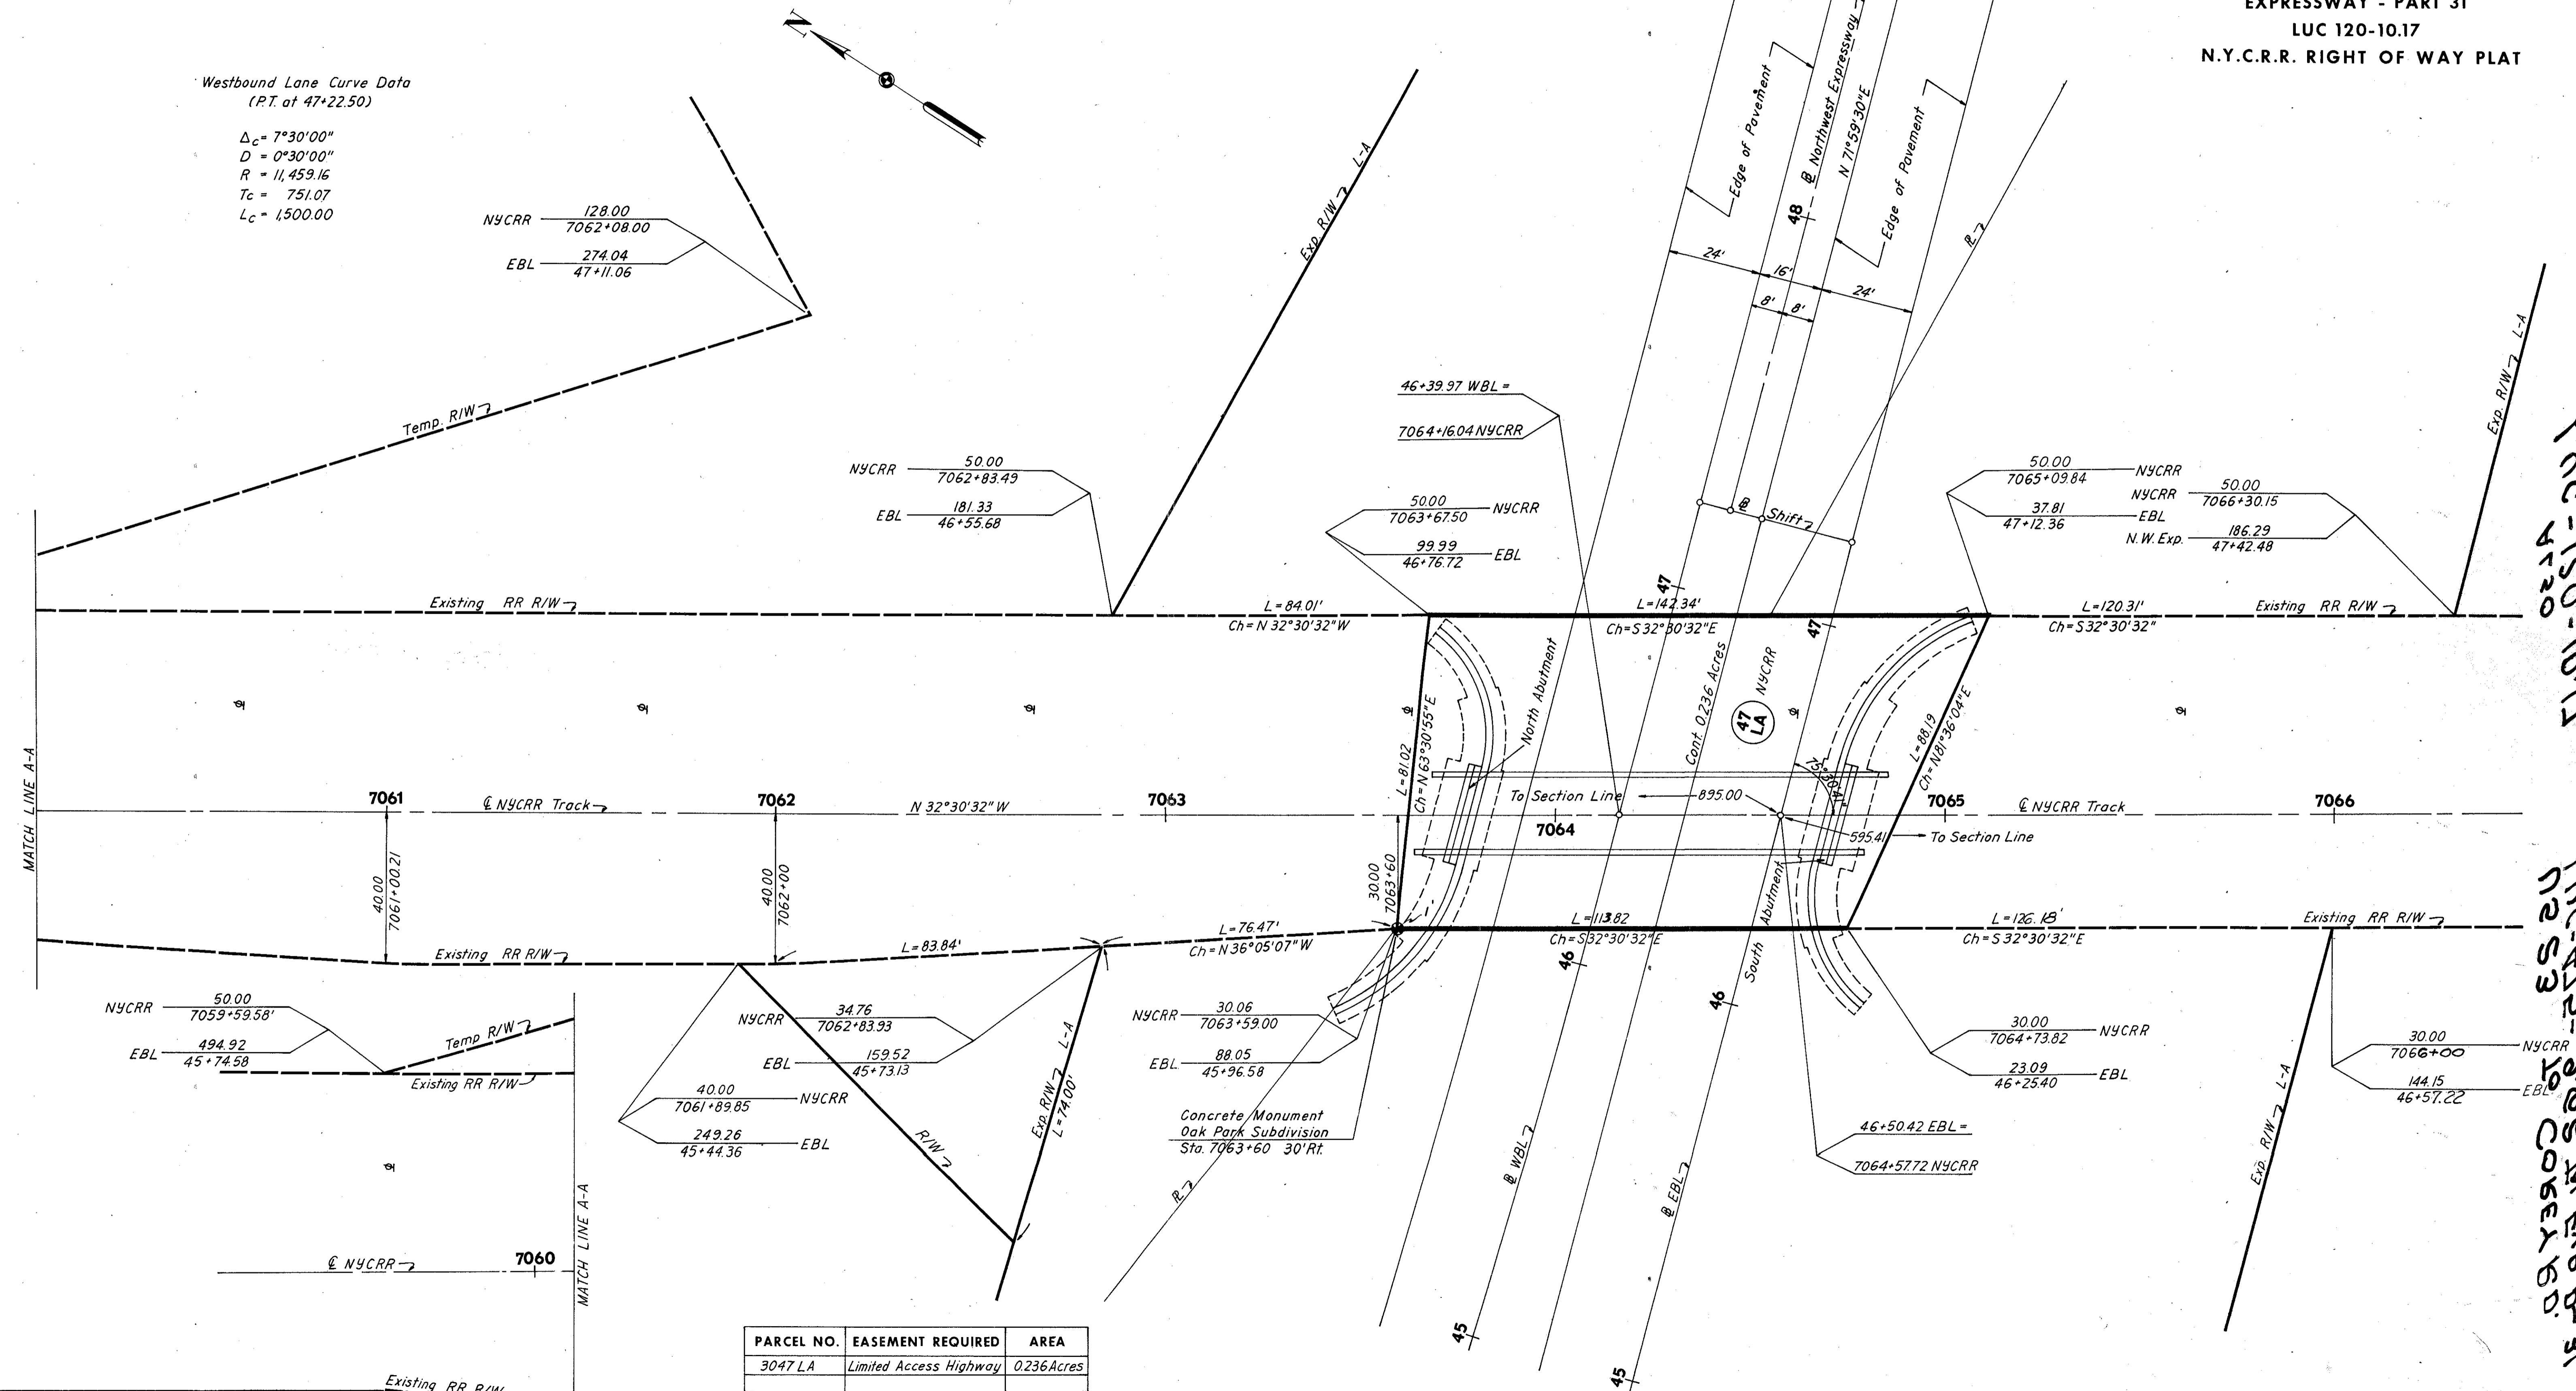 EXPRESSWAY - PART 31
LUC 120-10.17
N.Y.C.R.R. RIGHT OF WAY PLAT
Westbound Lane Curve Data
(P.T. at 47+22.50)
Δc = 7°30'00"
D = 0°30'00"
R = 11,459.16
Tc = 751.07
Lc = 1,500.00
N
NYCRR 128.00
7062+08.00
EBL 274.04
47+11.06
Temp. R/W
Exp. R/W L-A
Edge of Pavement
℄ Northwest Expressway
N 71°59'30"E
Edge of Pavement
48
24'
16'
24'
8'
8'
PL
Exp. R/W L-A
46+39.97 WBL =
7064+16.04 NYCRR
NYCRR 50.00
7062+83.49
EBL 181.33
46+55.68
50.00 NYCRR
7063+67.50
99.99 EBL
46+76.72
Shift
50.00 NYCRR
7065+09.84
37.81 EBL
47+12.36
NYCRR 50.00
7066+30.15
N.W. Exp. 186.29
47+42.48
47
47
Existing RR R/W
L=84.01'
Ch=N 32°30'32"W
L=142.34'
Ch=S32°30'32"E
L=120.31'
Ch=S32°30'32"
Existing RR R/W
North Abutment
Cont. 0.236 Acres
47
LA
NYCRR
L=81.02
Ch=N 63°30'55"E
L=88.19
Ch=N81°36'04"E
75°30'41"
MATCH LINE A-A
7061
℄ NYCRR Track
7062
N 32°30'32"W
7063
To Section Line
895.00
7064
595.41
To Section Line
7065
℄ NYCRR Track
7066
40.00
7061+00.21
40.00
7062+00
30.00
7063+60
Existing RR R/W
L=83.84'
L=76.47'
Ch=N36°05'07"W
L=113.82
Ch=S32°30'32"E
L=126.18'
Ch=S32°30'32"E
Existing RR R/W
South Abutment
46
46
NYCRR 50.00
7059+59.58'
EBL 494.92
45+74.58
Temp R/W
Existing RR R/W
NYCRR 34.76
7062+83.93
EBL 159.52
45+73.13
40.00 NYCRR
7061+89.85
249.26 EBL
45+44.36
R/W
Exp. R/W L-A
L=74.00'
NYCRR 30.06
7063+59.00
EBL 88.05
45+96.58
Concrete Monument
Oak Park Subdivision
Sta. 7063+60 30'Rt.
PL
WBL
EBL
30.00 NYCRR
7064+73.82
23.09 EBL
46+25.40
46+50.42 EBL =
7064+57.72 NYCRR
30.00 NYCRR
7066+00
144.15 EBL
46+57.22
Exp. R/W L-A
℄ NYCRR
7060
MATCH LINE A-A
45
45
PARCEL NO. EASEMENT REQUIRED AREA
3047 LA Limited Access Highway 0.236 Acres
Existing RR R/W
COREY RD.